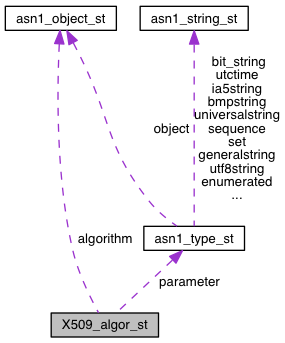 asn1_object_st
asn1_string_st
bit_string
utctime
ia5string
bmpstring
universalstring
sequence
set
generalstring
utf8string
enumerated
...
object
algorithm
asn1_type_st
parameter
X509_algor_st